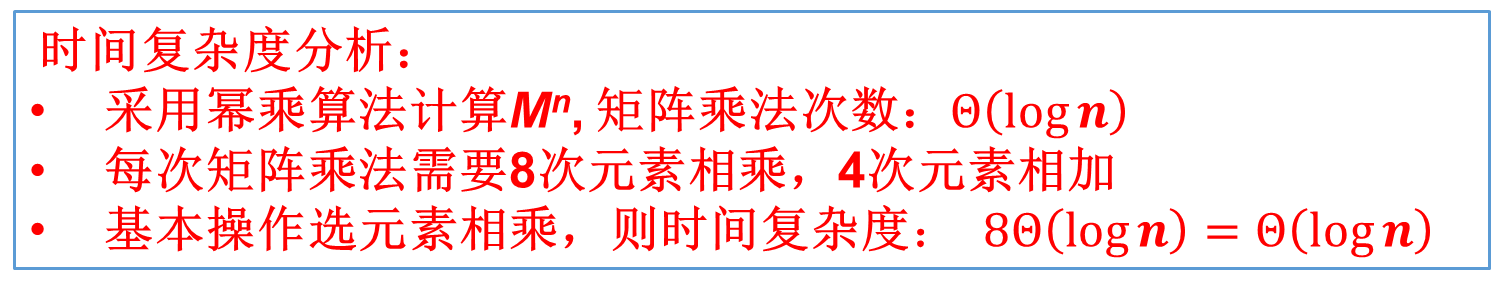 时间复杂度分析：
• 采用幂乘算法计算Mⁿ, 矩阵乘法次数：Θ(log n)
• 每次矩阵乘法需要8次元素相乘，4次元素相加
• 基本操作选元素相乘，则时间复杂度： 8Θ(log n) = Θ(log n)